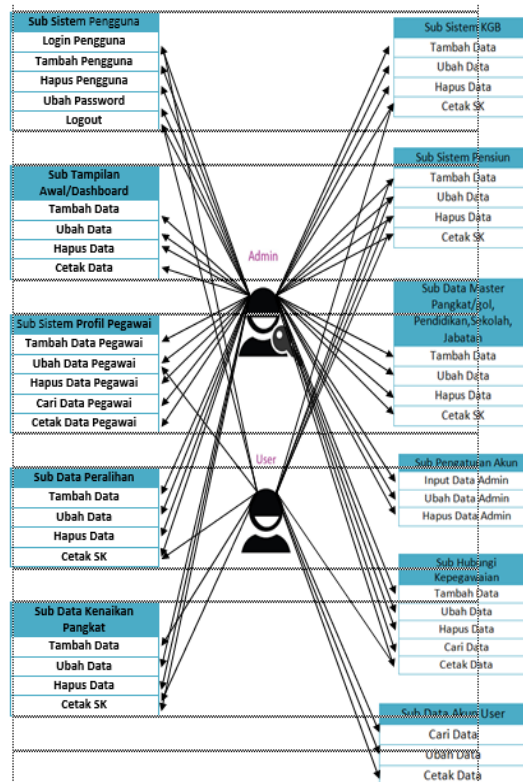 Sub Sistem Pengguna
Login Pengguna
Tambah Pengguna
Hapus Pengguna
Ubah Password
Logout
Sub Tampilan
Awal/Dashboard
Tambah Data
Ubah Data
Hapus Data
Cetak Data
Sub Sistem Profil Pegawai
Tambah Data Pegawai
Ubah Data Pegawai
Hapus Data Pegawai
Cari Data Pegawai
Cetak Data Pegawai
Sub Data Peralihan
Tambah Data
Ubah Data
Hapus Data
Cetak SK
Sub Data Kenaikan
Pangkat
Tambah Data
Ubah Data
Hapus Data
Cetak SK
Admin
User
Sub Sistem KGB
Tambah Data
Ubah Data
Hapus Data
Cetak SK
Sub Sistem Pensiun
Tambah Data
Ubah Data
Hapus Data
Cetak SK
Sub Data Master
Pangkat/gol,
Pendidikan,Sekolah,
Jabatan
Tambah Data
Ubah Data
Hapus Data
Cetak SK
Sub Pengaturan Akun
Input Data Admin
Ubah Data Admin
Hapus Data Admin
Sub Hubungi
Kepegawaian
Tambah Data
Ubah Data
Hapus Data
Cari Data
Cetak Data
Sub Data Akun User
Cari Data
Ubah Data
Cetak Data